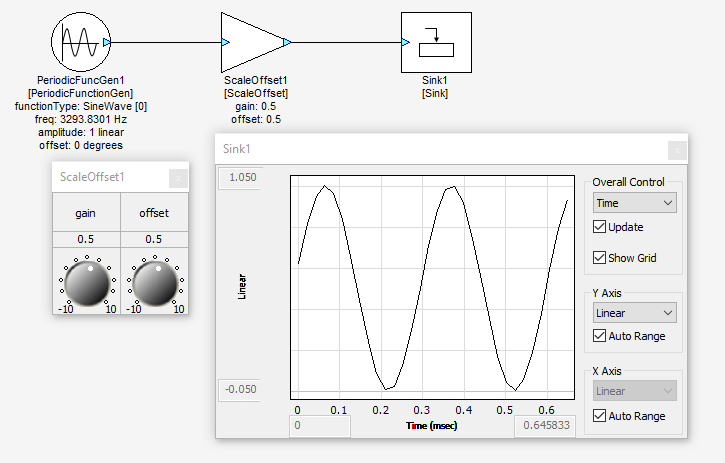 PeriodicFuncGen1
[PeriodicFunctionGen]
functionType: SineWave [0]
freq: 3293.8301 Hz
amplitude: 1 linear
offset: 0 degrees
ScaleOffset1
[ScaleOffset]
gain: 0.5
offset: 0.5
Sink1
[Sink]
ScaleOffset1
x
gain offset
0.5 0.5
-10 10 -10 10
Sink1
x
1.050
Linear
-0.050
0 0.1 0.2 0.3 0.4 0.5 0.6
0 Time (msec) 0.645833
Overall Control
Time
Update
Show Grid
Y Axis
Linear
Auto Range
X Axis
Linear
Auto Range